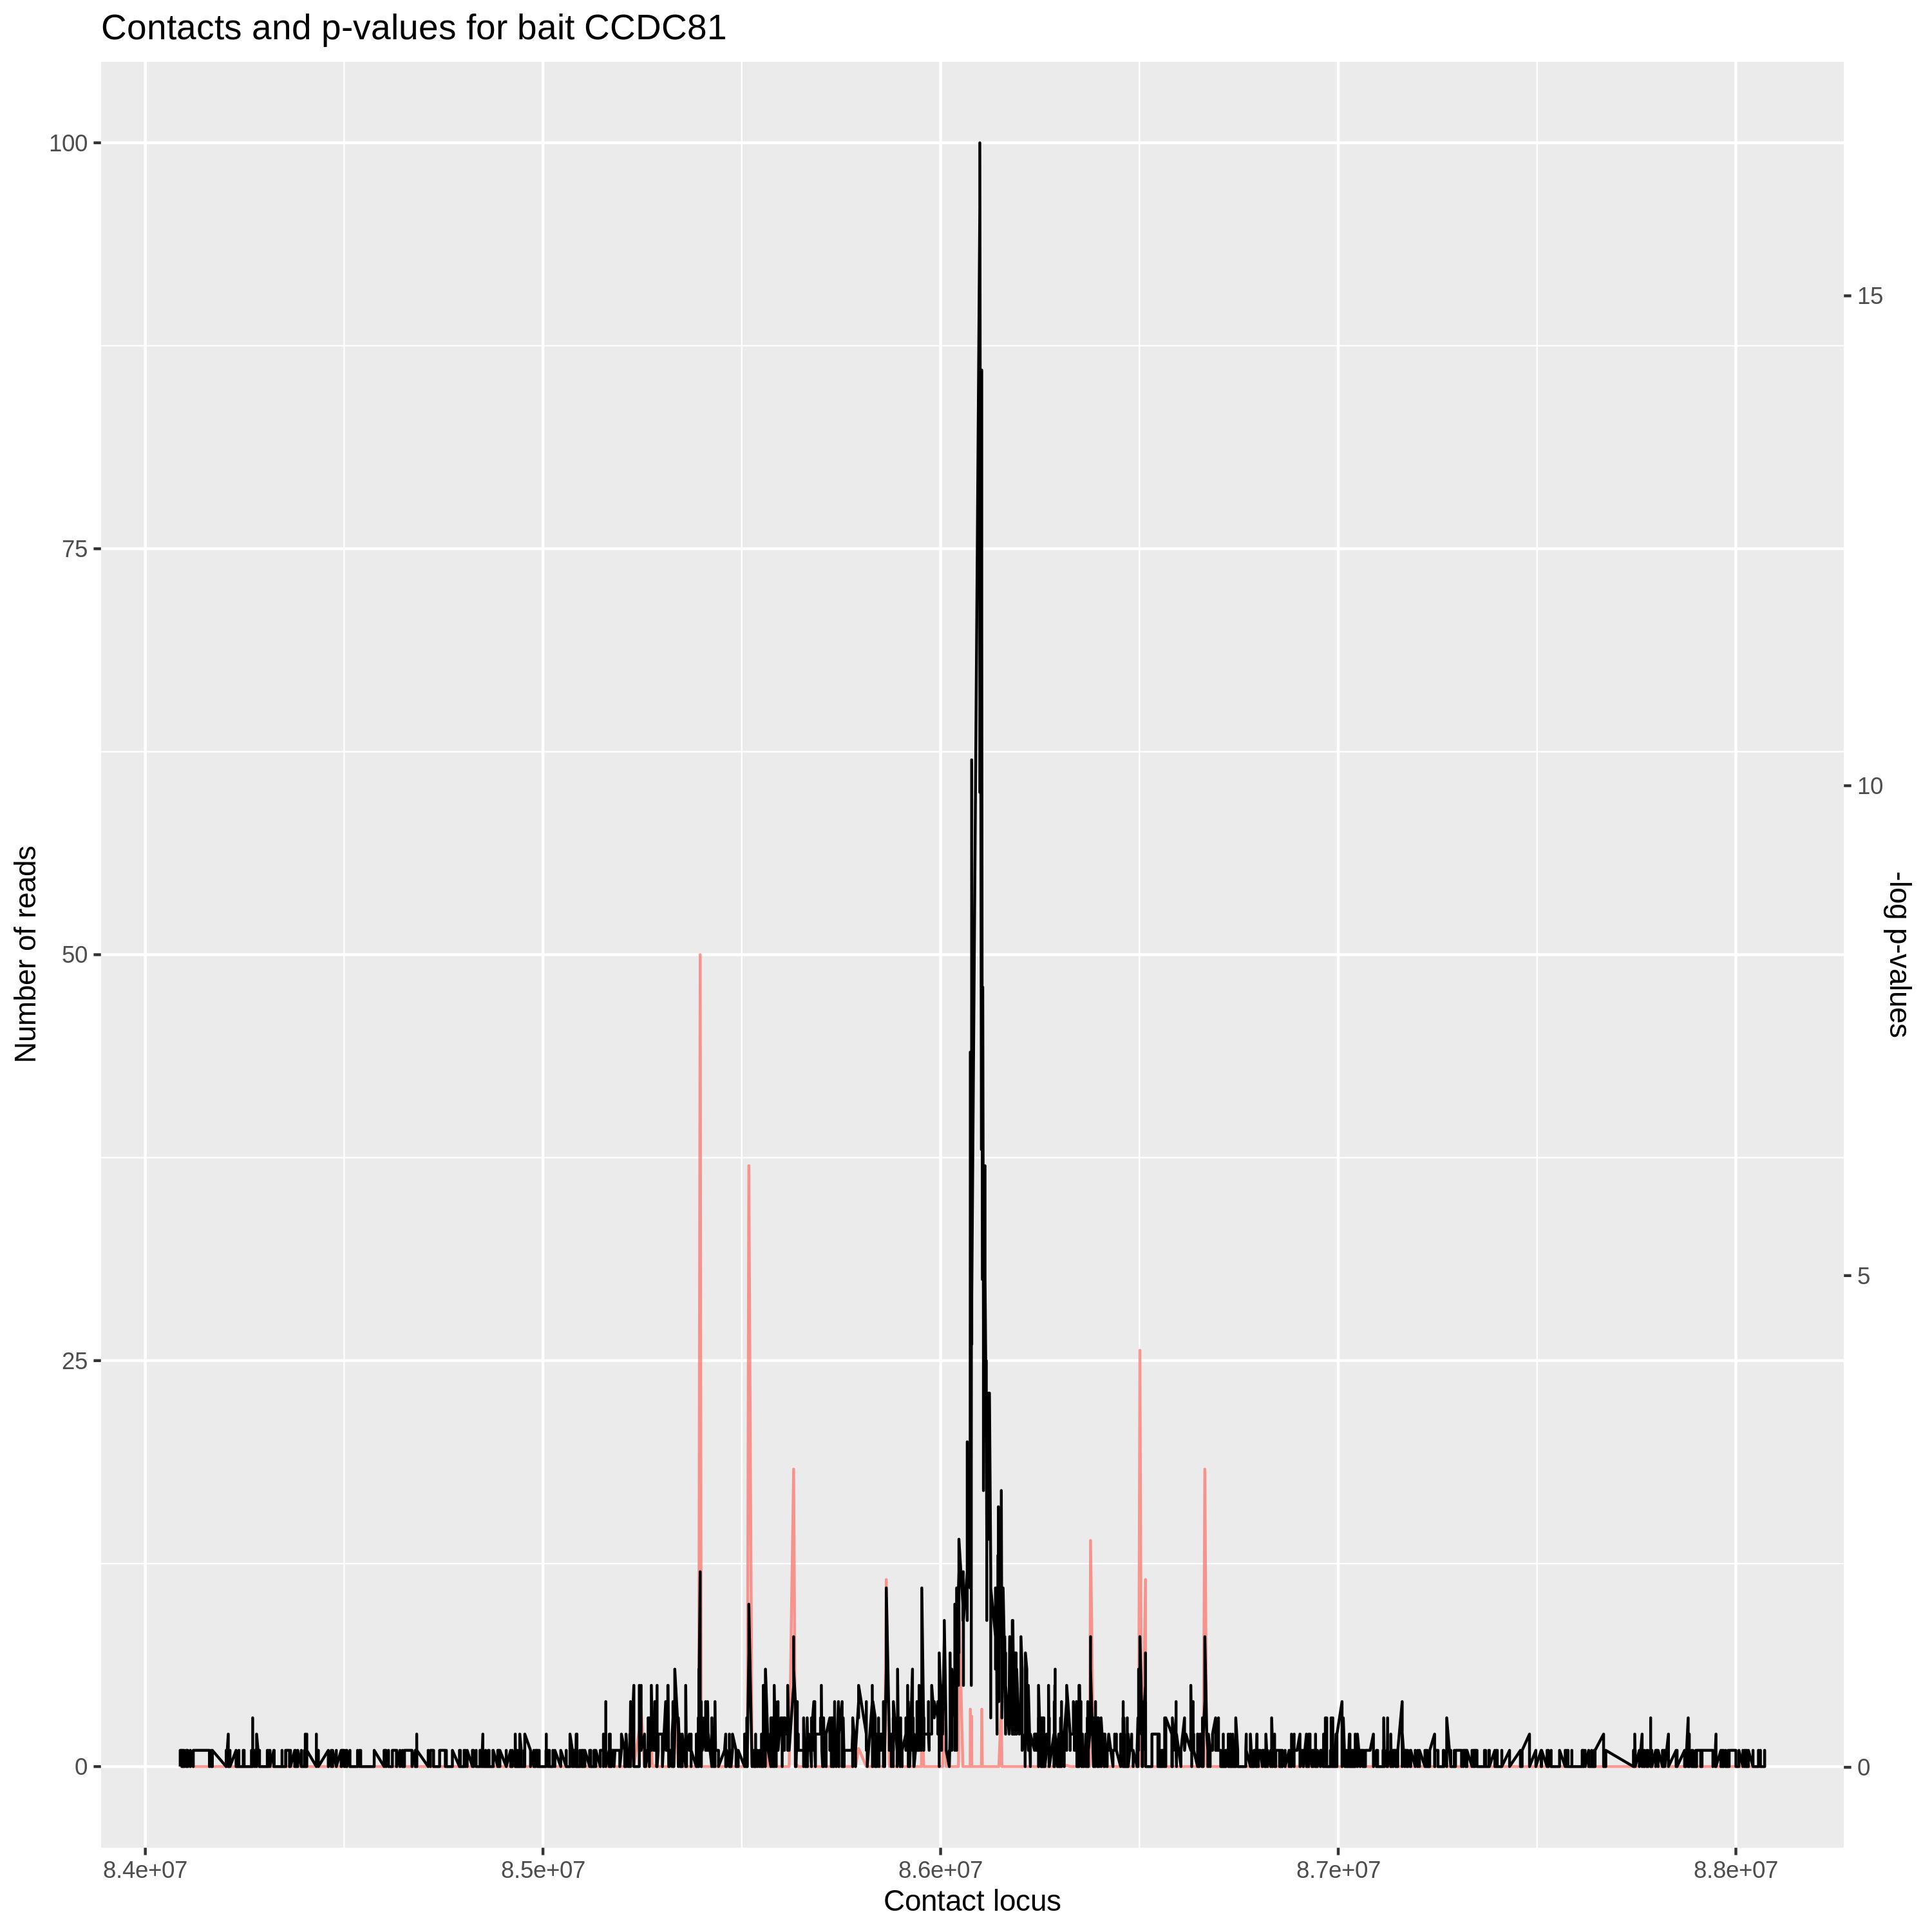 Contacts and p-values for bait CCDC81
100
75
50
25
0
Number of reads
15
10
5
0
-log p-values
8.4e+07
8.5e+07
8.6e+07
8.7e+07
8.8e+07
Contact locus